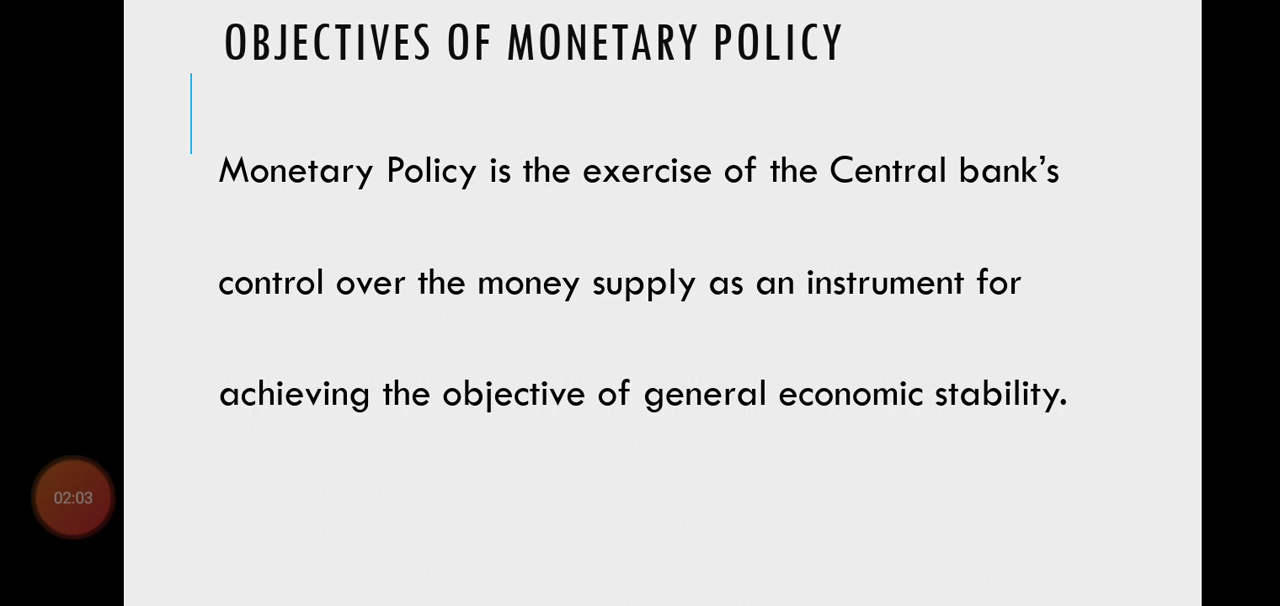 OBJECTIVES OF MONETARY POLICY
Monetary Policy is the exercise of the Central bank’s
control over the money supply as an instrument for
achieving the objective of general economic stability.
02:03